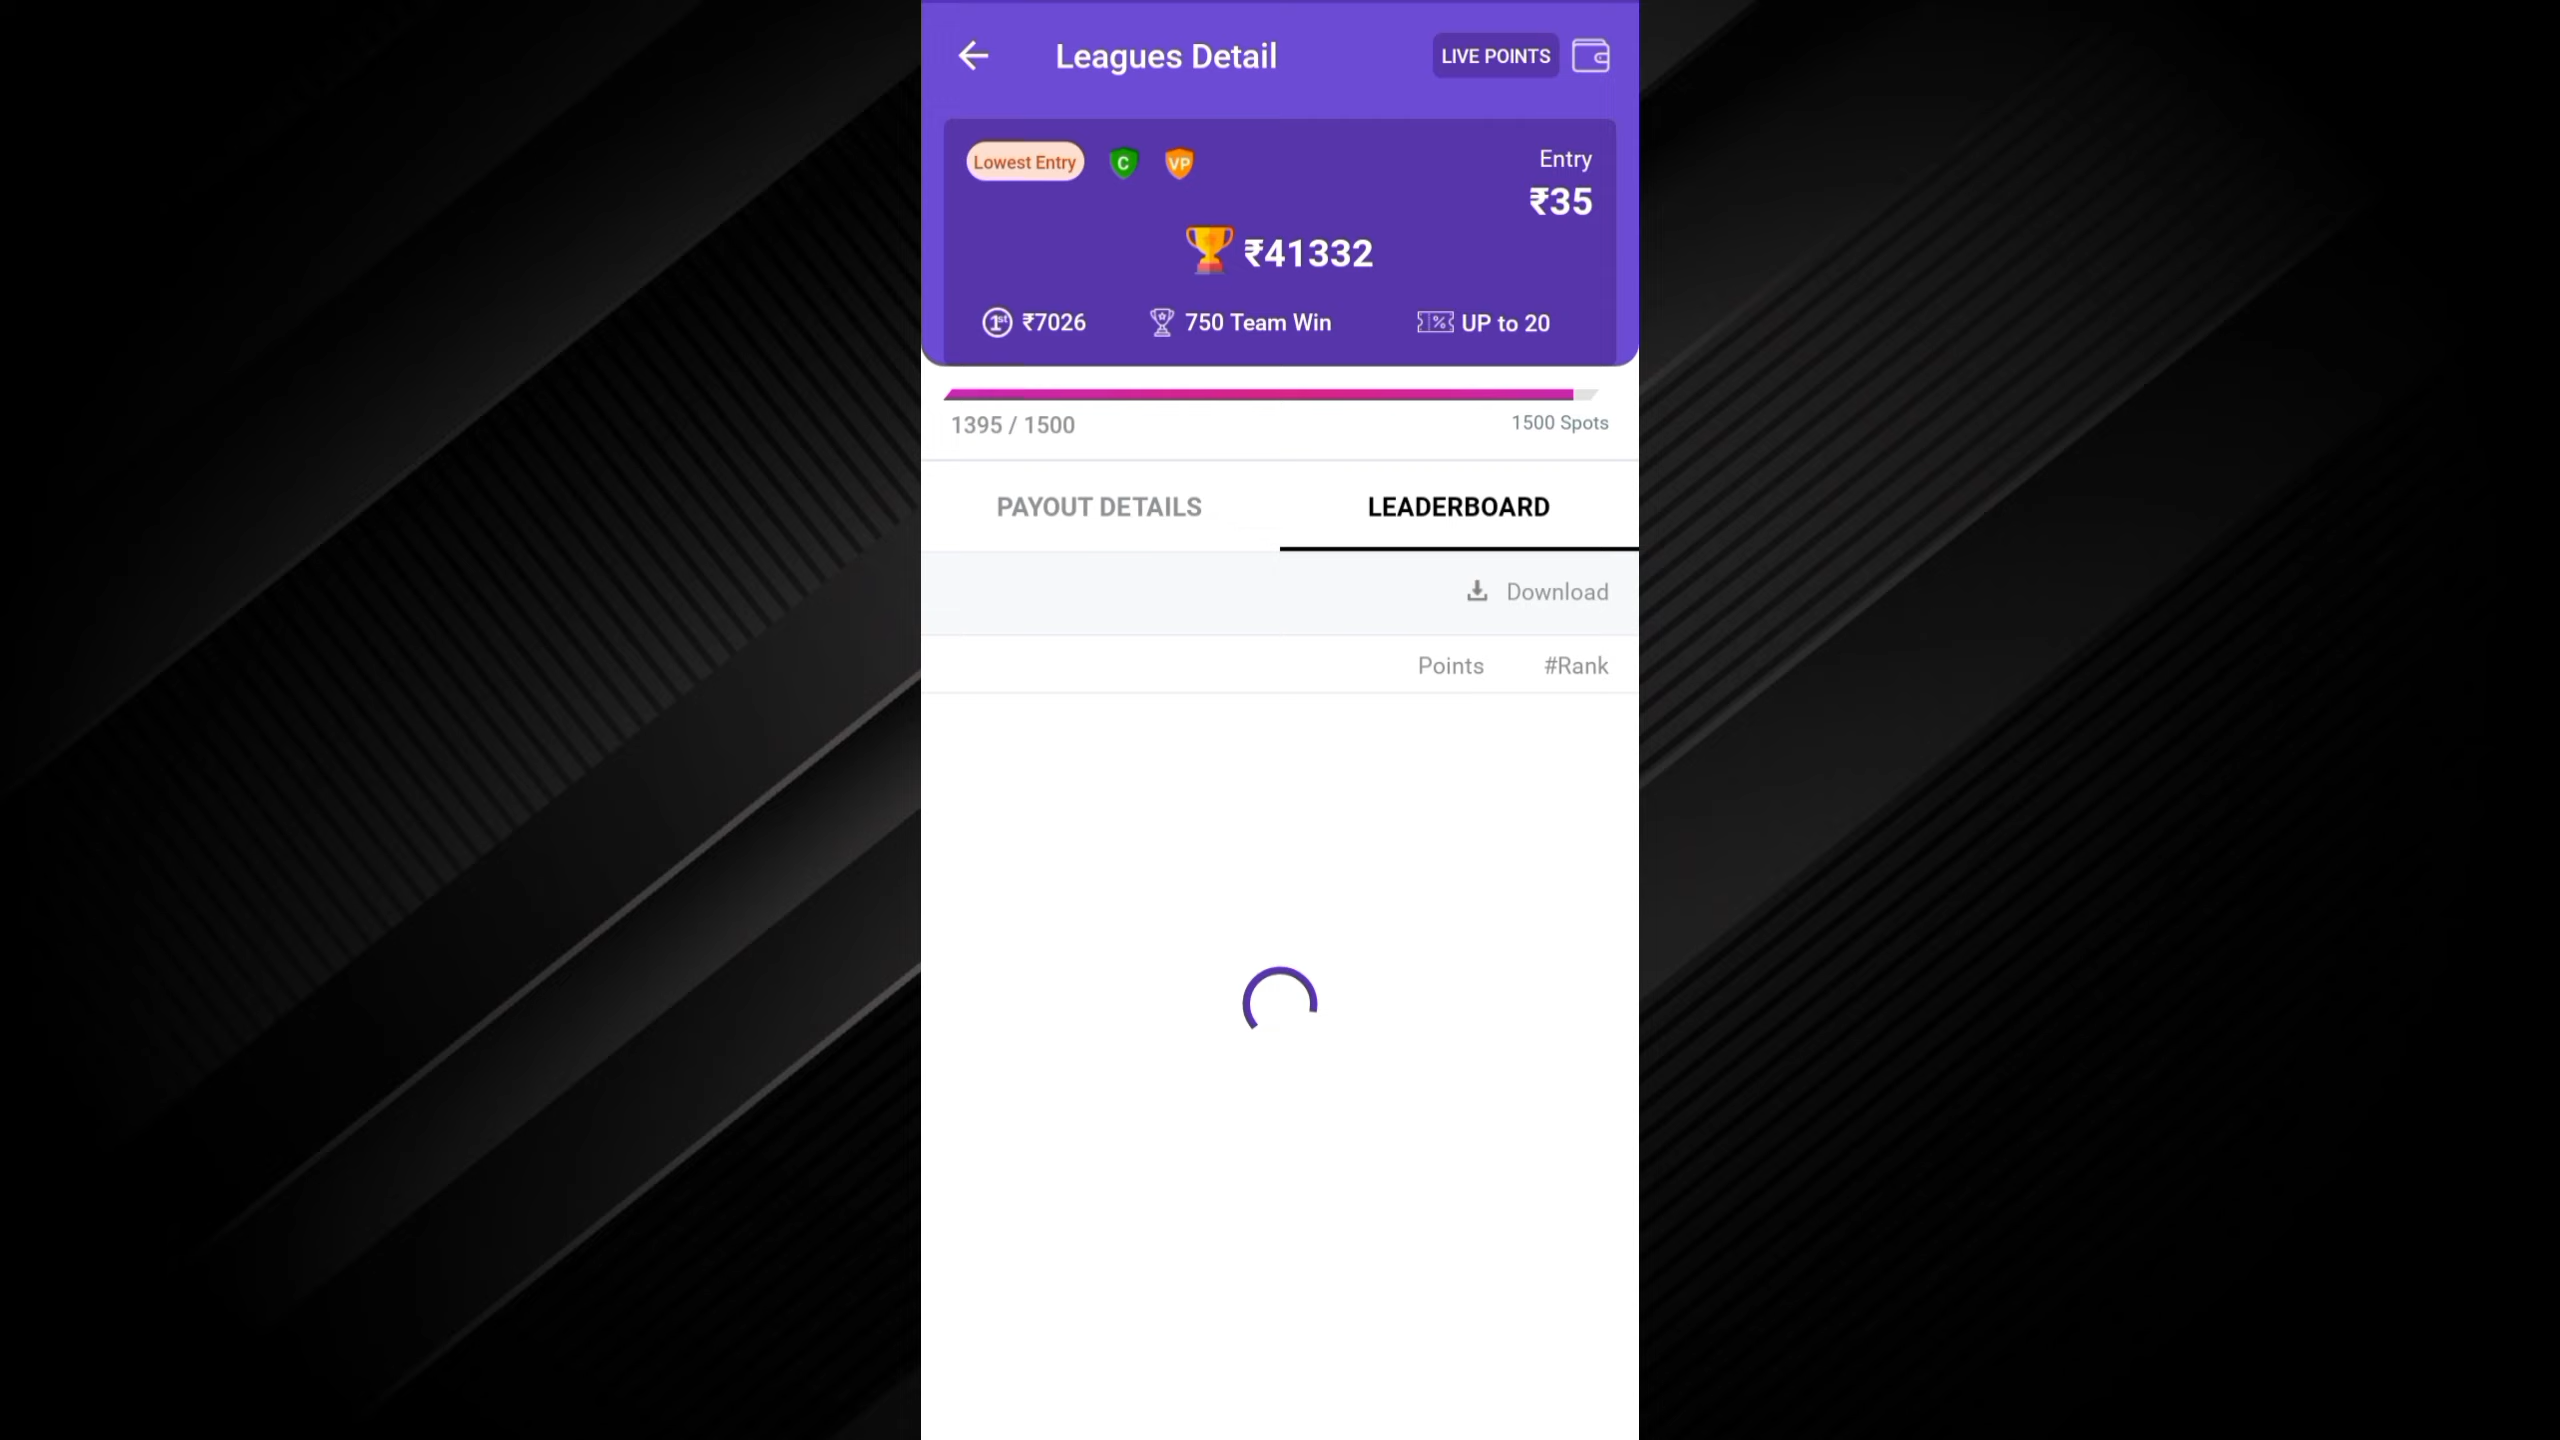 Leagues Detail
LIVE POINTS
Lowest Entry
C
VP
Entry
₹35
₹41332
1st ₹7026
750 Team Win
% UP to 20
1395 / 1500
1500 Spots
PAYOUT DETAILS
LEADERBOARD
Download
Points
#Rank